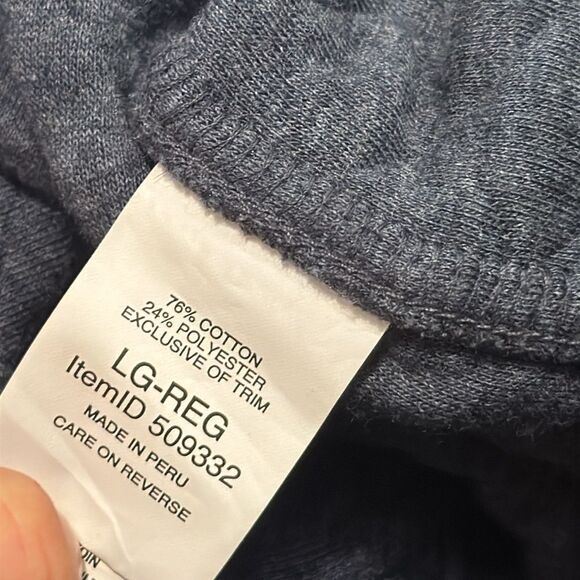 76% COTTON
24% POLYESTER
EXCLUSIVE OF TRIM
LG-REG
ItemID 509332
MADE IN PERU
CARE ON REVERSE